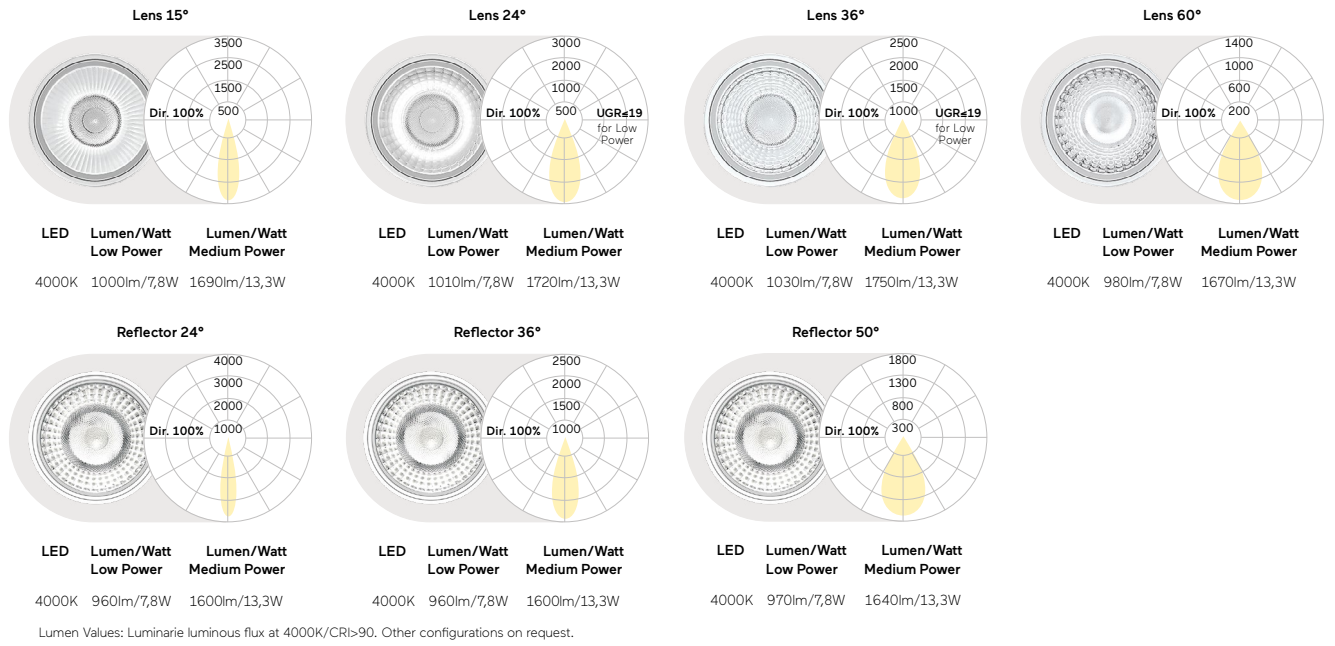 Lens 15°
3500
2500
1500
Dir. 100% 500
LED Lumen/Watt Low Power Lumen/Watt Medium Power
4000K 1000lm/7,8W 1690lm/13,3W
Lens 24°
3000
2000
1000
Dir. 100% 500 UGR≤19
for Low
Power
LED Lumen/Watt Low Power Lumen/Watt Medium Power
4000K 1010lm/7,8W 1720lm/13,3W
Lens 36°
2500
2000
1500
Dir. 100% 1000 UGR≤19
for Low
Power
LED Lumen/Watt Low Power Lumen/Watt Medium Power
4000K 1030lm/7,8W 1750lm/13,3W
Lens 60°
1400
1000
600
Dir. 100% 200
LED Lumen/Watt Low Power Lumen/Watt Medium Power
4000K 980lm/7,8W 1670lm/13,3W
Reflector 24°
4000
3000
2000
Dir. 100% 1000
LED Lumen/Watt Low Power Lumen/Watt Medium Power
4000K 960lm/7,8W 1600lm/13,3W
Reflector 36°
2500
2000
1500
Dir. 100% 1000
LED Lumen/Watt Low Power Lumen/Watt Medium Power
4000K 960lm/7,8W 1600lm/13,3W
Reflector 50°
1800
1300
800
Dir. 100% 300
LED Lumen/Watt Low Power Lumen/Watt Medium Power
4000K 970lm/7,8W 1640lm/13,3W
Lumen Values: Luminarie luminous flux at 4000K/CRI>90. Other configurations on request.